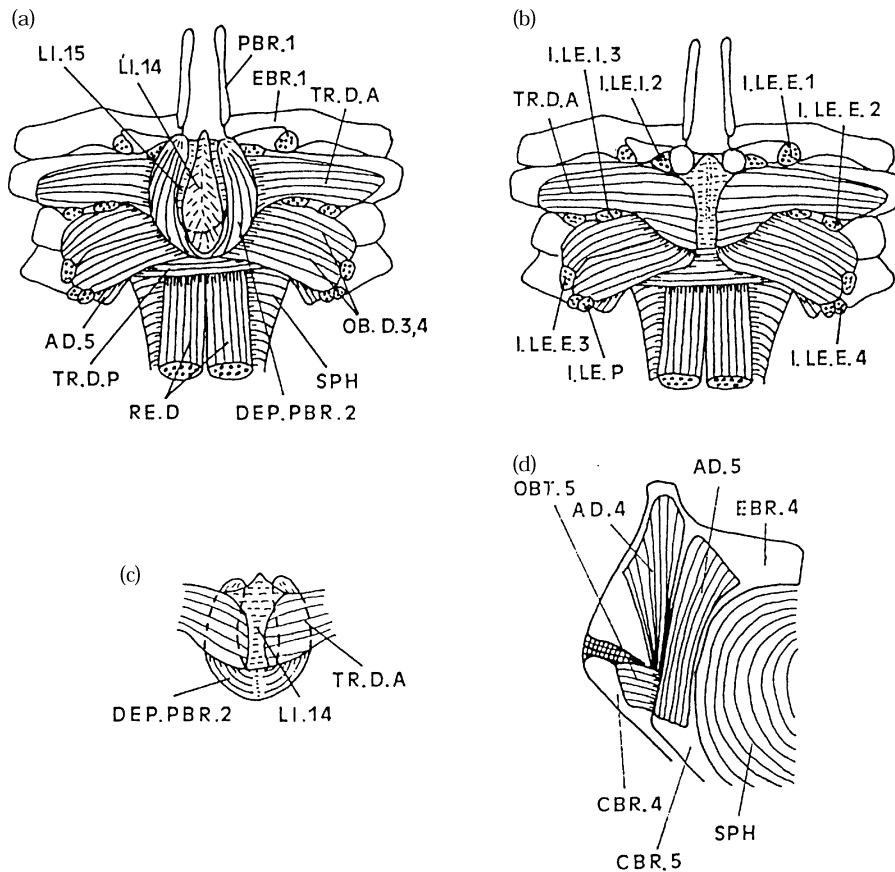 (a)
LI.15
LI.14
PBR.1
EBR.1
TR.D.A
AD.5
TR.D.P
RE.D
DEP.PBR.2
SPH
OB.D.3,4
(b)
I.LE.I.3
TR.D.A
I.LE.I.2
I.LE.E.1
I.LE.E.2
I.LE.E.3
I.LE.P
I.LE.E.4
(c)
DEP.PBR.2
LI.14
TR.D.A
(d)
OBT.5
AD.4
AD.5
EBR.4
CBR.4
CBR.5
SPH